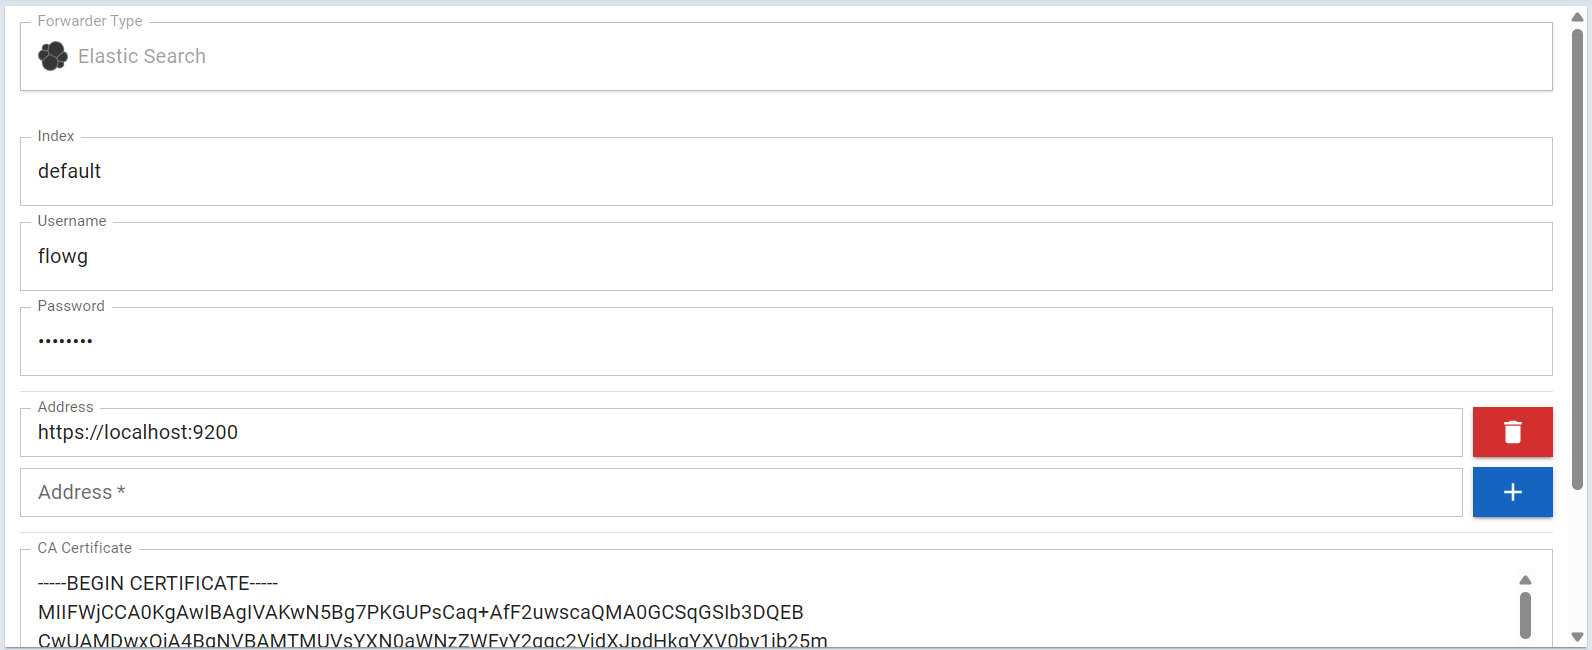 Forwarder Type
Elastic Search
Index
default
Username
flowg
Password
••••••••
Address
https://localhost:9200
Address *
CA Certificate
-----BEGIN CERTIFICATE-----
MIIFWjCCA0KgAwIBAgIVAKwN5Bg7PKGUPsCaq+AfF2uwscaQMA0GCSqGSIb3DQEB
CwUAMDwxOjA4BgNVBAMTMUVsYXN0aWNzZWFyY2ggc2VjdXJpdHkgYXV0by1jb25m